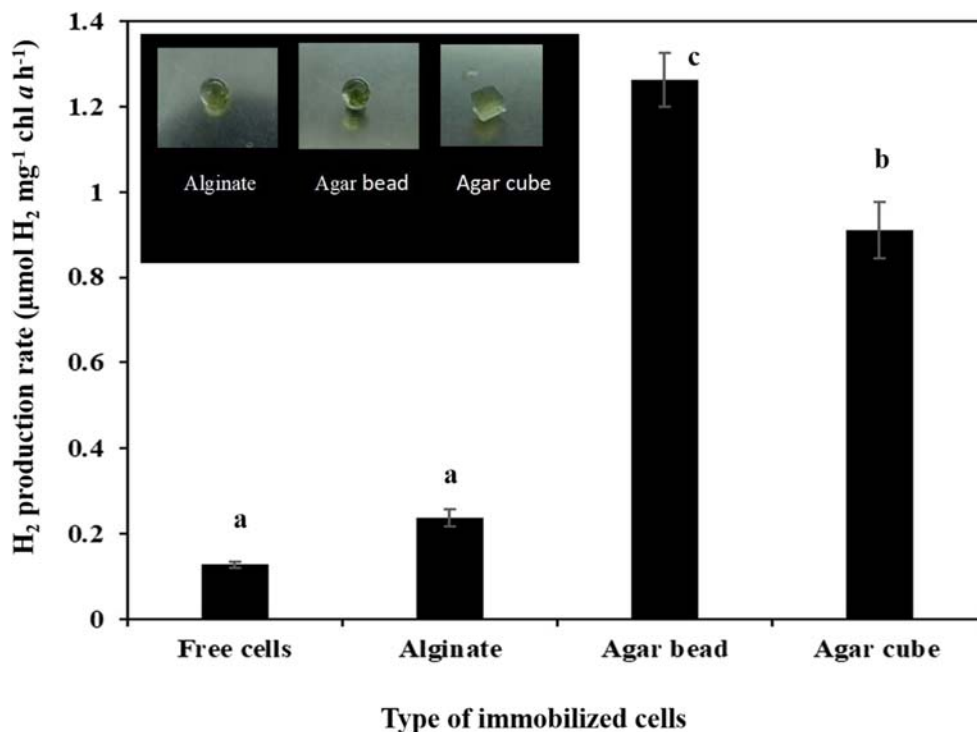 H₂ production rate (µmol H₂ mg⁻¹ chl a h⁻¹)
1.4
1.2
1
0.8
0.6
0.4
0.2
0
Alginate
Agar bead
Agar cube
a
a
c
b
Free cells
Alginate
Agar bead
Agar cube
Type of immobilized cells